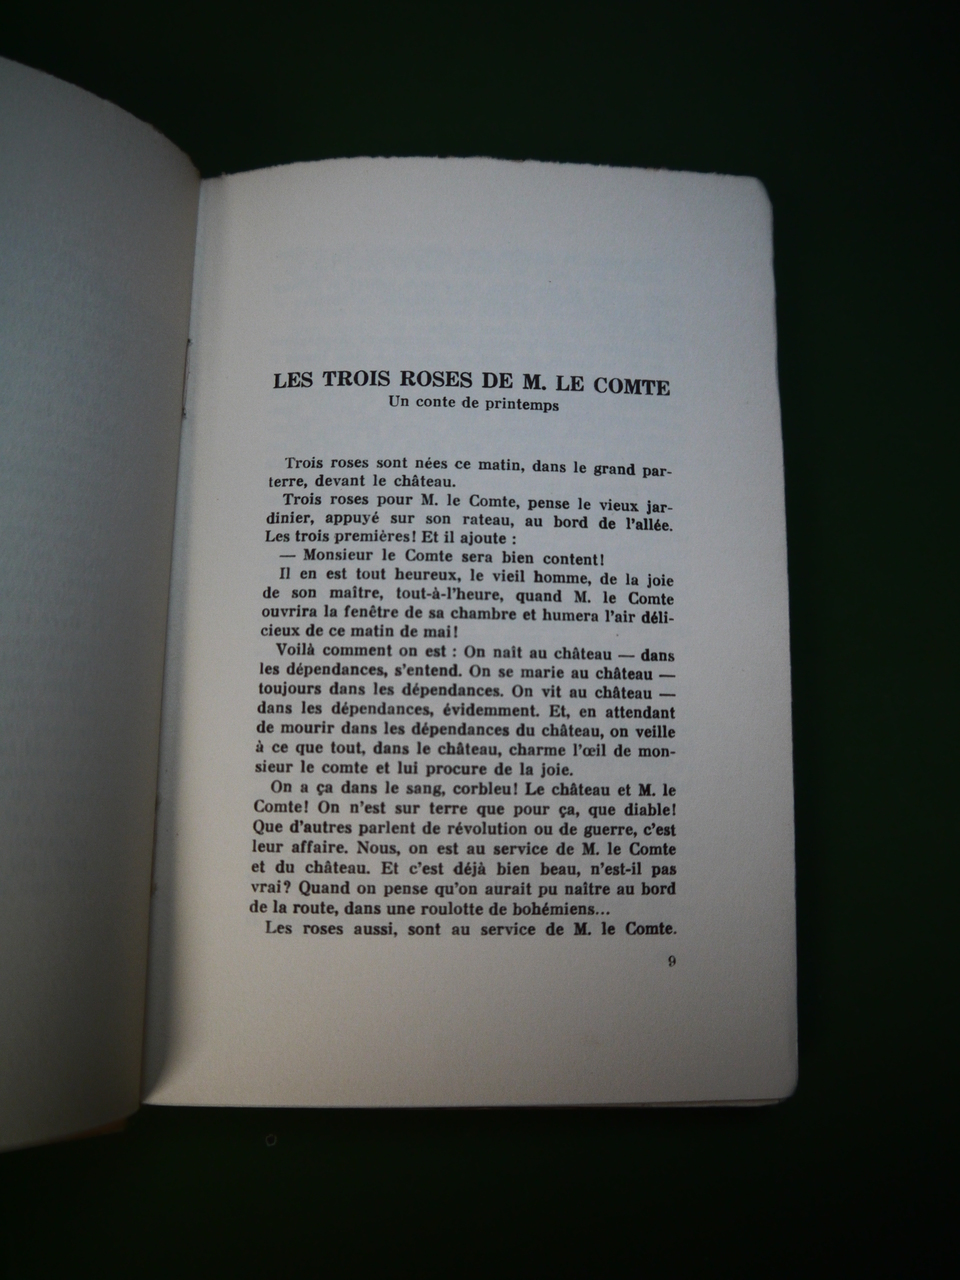 LES TROIS ROSES DE M. LE COMTE
Un conte de printemps
Trois roses sont nées ce matin, dans le grand par-
terre, devant le château.
Trois roses pour M. le Comte, pense le vieux jar-
dinier, appuyé sur son rateau, au bord de l'allée.
Les trois premières! Et il ajoute :
— Monsieur le Comte sera bien content!
Il en est tout heureux, le vieil homme, de la joie
de son maître, tout-à-l'heure, quand M. le Comte
ouvrira la fenêtre de sa chambre et humera l'air déli-
cieux de ce matin de mai!
Voilà comment on est : On naît au château — dans
les dépendances, s'entend. On se marie au château —
toujours dans les dépendances. On vit au château —
dans les dépendances, évidemment. Et, en attendant
de mourir dans les dépendances du château, on veille
à ce que tout, dans le château, charme l'œil de mon-
sieur le comte et lui procure de la joie.
On a ça dans le sang, corbleu! Le château et M. le
Comte! On n'est sur terre que pour ça, que diable!
Que d'autres parlent de révolution ou de guerre, c'est
leur affaire. Nous, on est au service de M. le Comte
et du château. Et c'est déjà bien beau, n'est-il pas
vrai? Quand on pense qu'on aurait pu naître au bord
de la route, dans une roulotte de bohémiens...
Les roses aussi, sont au service de M. le Comte.
9